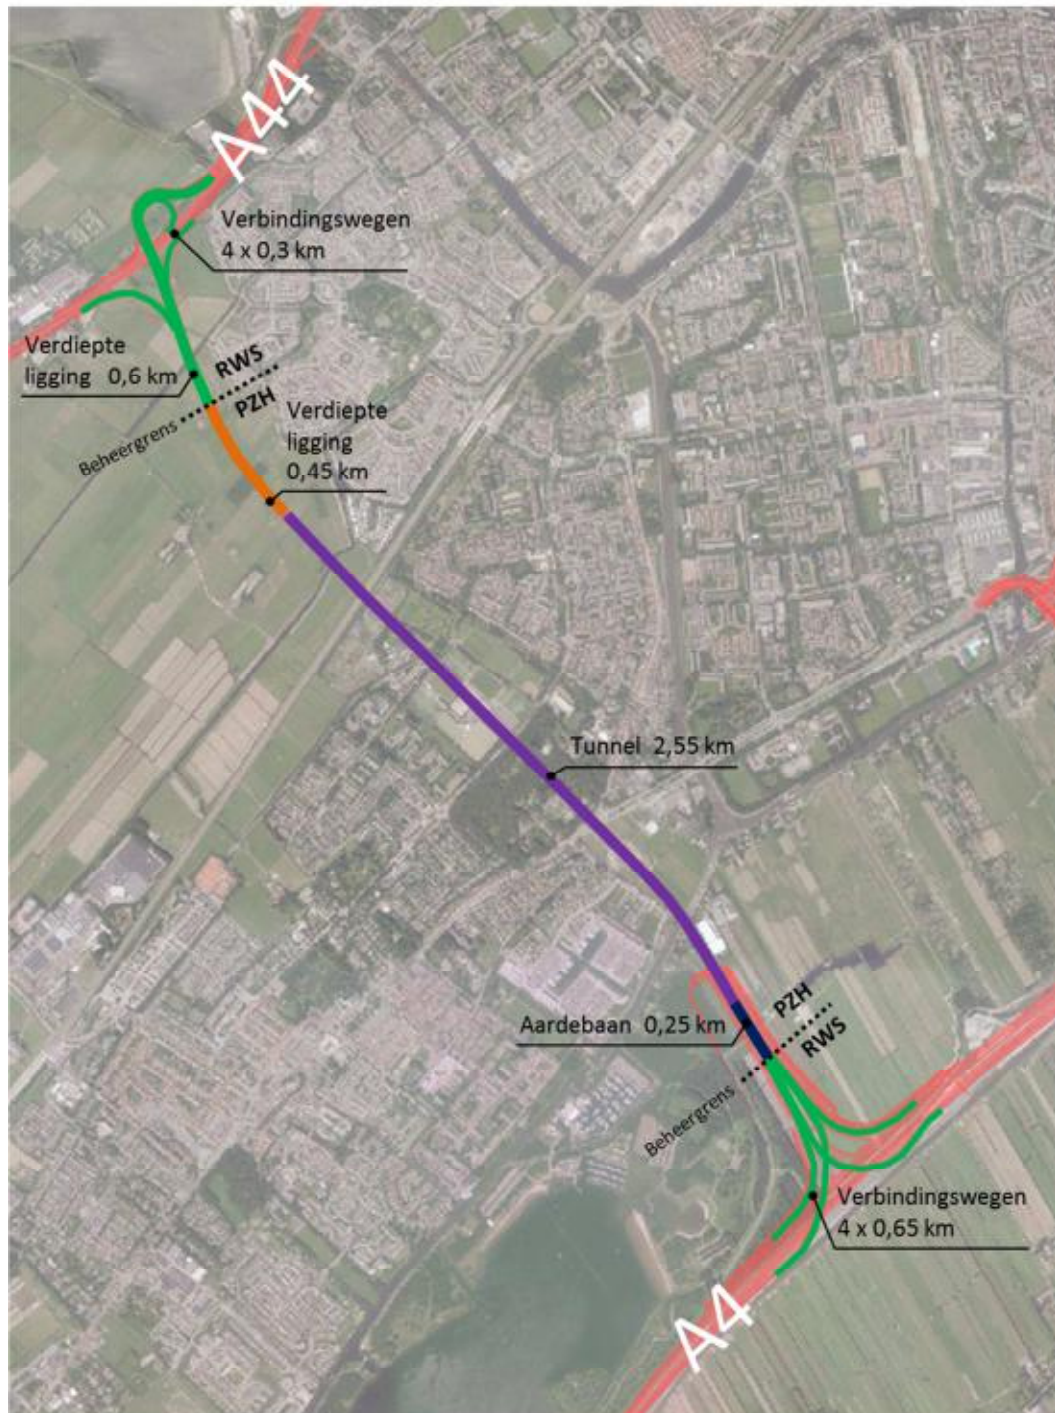 A44
Verbindingswegen
4 x 0,3 km
Verdiepte
ligging 0,6 km
RWS
PZH
Beheergrens
Verdiepte
ligging
0,45 km
Tunnel 2,55 km
PZH
RWS
Aardebaan 0,25 km
Beheergrens
Verbindingswegen
4 x 0,65 km
A4